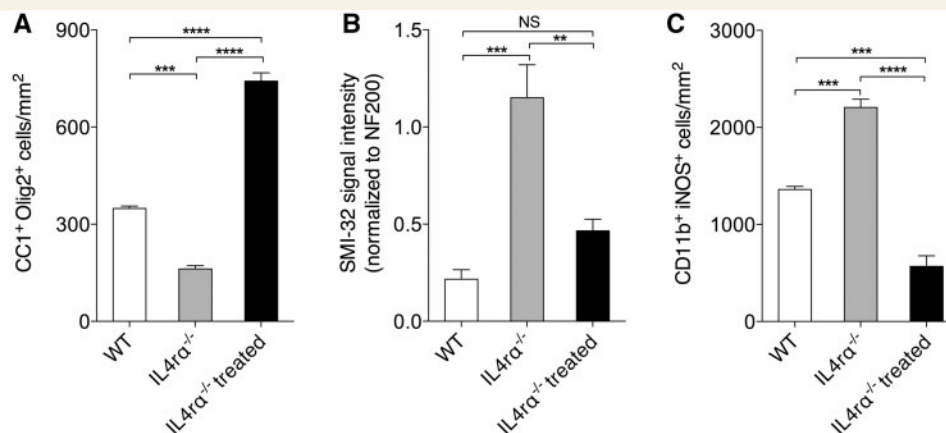 A
CC1⁺ Olig2⁺ cells/mm²
900
600
300
0
****
***
****
WT
IL4rα⁻/⁻
IL4rα⁻/⁻ treated
B
SMI-32 signal intensity
(normalized to NF200)
1.5
1.0
0.5
0.0
NS
***
**
WT
IL4rα⁻/⁻
IL4rα⁻/⁻ treated
C
CD11b⁺ iNOS⁺ cells/mm²
3000
2000
1000
0
***
***
****
WT
IL4rα⁻/⁻
IL4rα⁻/⁻ treated